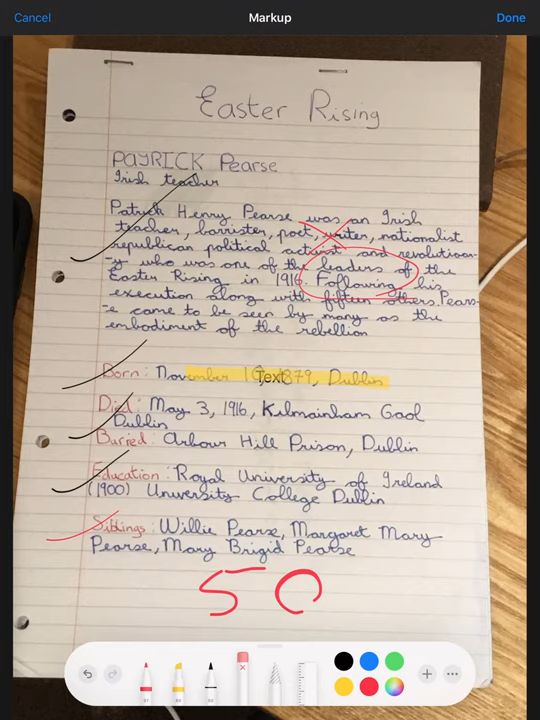 Cancel
Markup
Done
Easter Rising
PATRICK Pearse
Irish teacher
Patrick Henry Pearse was an Irish
teacher, barrister, poet, writer, nationalist
republican political activist and revolution-
-y who was one of the leaders of the
Easter Rising in 1916. Following his
execution along with fifteen others, Pears-
-e came to be seen by many as the
embodiment of the rebellion
Born: November 1879, Dublin
Text
Died: May 3, 1916, Kilmainham Gaol
Dublin
Burred: Arbour Hill Prison, Dublin
Education: Royal University of Ireland
(1900) University College Dublin
Siblings: Willie Pearse, Margaret Mary
Pearse, Mary Brigid Pearse
50